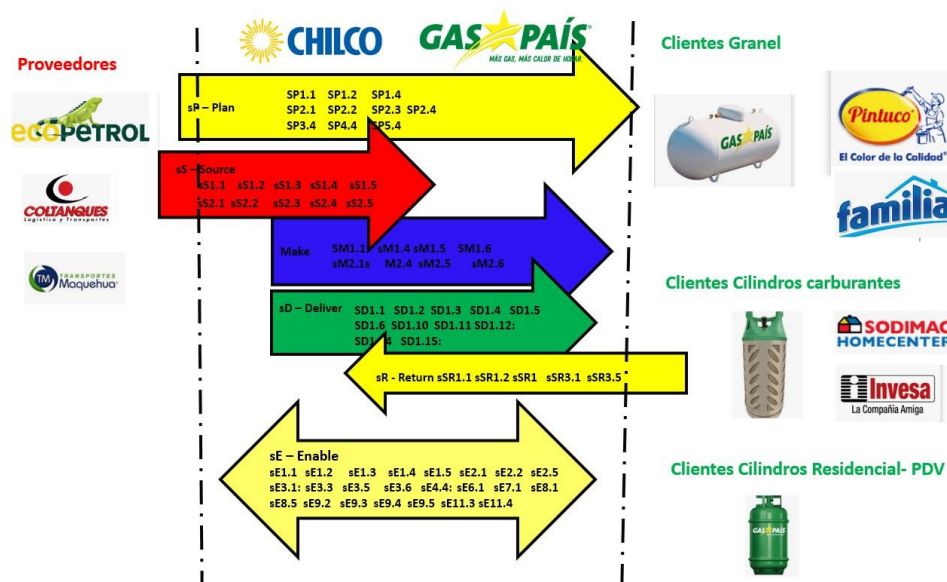 CHILCO
GAS PAÍS
MÁS GAS, MÁS CALOR DE HOGAR.
Proveedores
ecopetrol
COLTANQUES
Logística y Transportes
TM
TRANSPORTES
Maquehua
sP – Plan
SP1.1 SP1.2 SP1.4
SP2.1 SP2.2 SP2.3 SP2.4
SP3.4 SP4.4 SP5.4
sS – Source
sS1.1 sS1.2 sS1.3 sS1.4 sS1.5
sS2.1 sS2.2 sS2.3 sS2.4 sS2.5
Make
SM1.1 sM1.4 sM1.5 SM1.6
sM2.1s M2.4 sM2.5 sM2.6
sD – Deliver
SD1.1 SD1.2 SD1.3 SD1.4 SD1.5
SD1.6 SD1.10 SD1.11 SD1.12:
SD1.15:
sR - Return sSR1.1 sSR1.2 sSR1 sSR3.1 sSR3.5
sE – Enable
sE1.1 sE1.2 sE1.3 sE1.4 sE1.5 sE2.1 sE2.2 sE2.5
sE3.1: sE3.3 sE3.5 sE3.6 sE4.4: sE6.1 sE7.1 sE8.1
sE8.5 sE9.2 sE9.3 sE9.4 sE9.5 sE11.3 sE11.4
Clientes Granel
GAS PAÍS
Pintuco
El Color de la Calidad
familia
Clientes Cilindros carburantes
SODIMAC
HOMECENTER
Invesa
La Compañía Amiga
Clientes Cilindros Residencial- PDV
GAS PAÍS